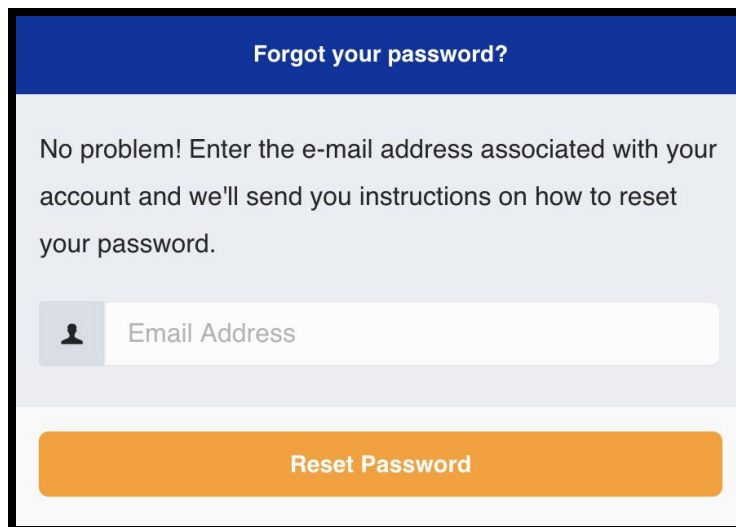 Forgot your password?
No problem! Enter the e-mail address associated with your
account and we'll send you instructions on how to reset
your password.
Email Address
Reset Password